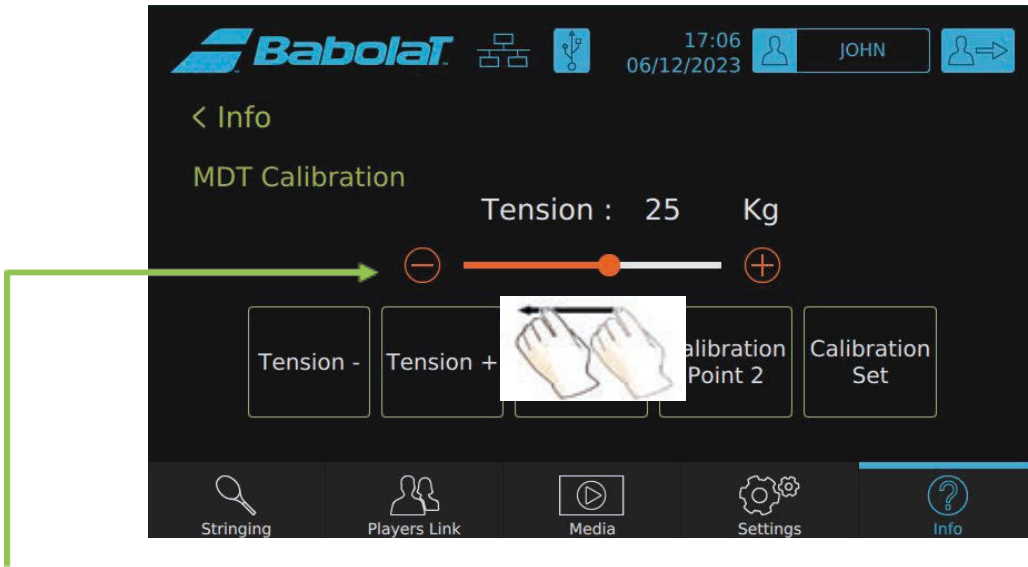 BabolaT
17:06
06/12/2023
JOHN
< Info
MDT Calibration
Tension : 25 Kg
Tension -
Tension +
alibration
Point 2
Calibration
Set
Stringing
Players Link
Media
Settings
Info